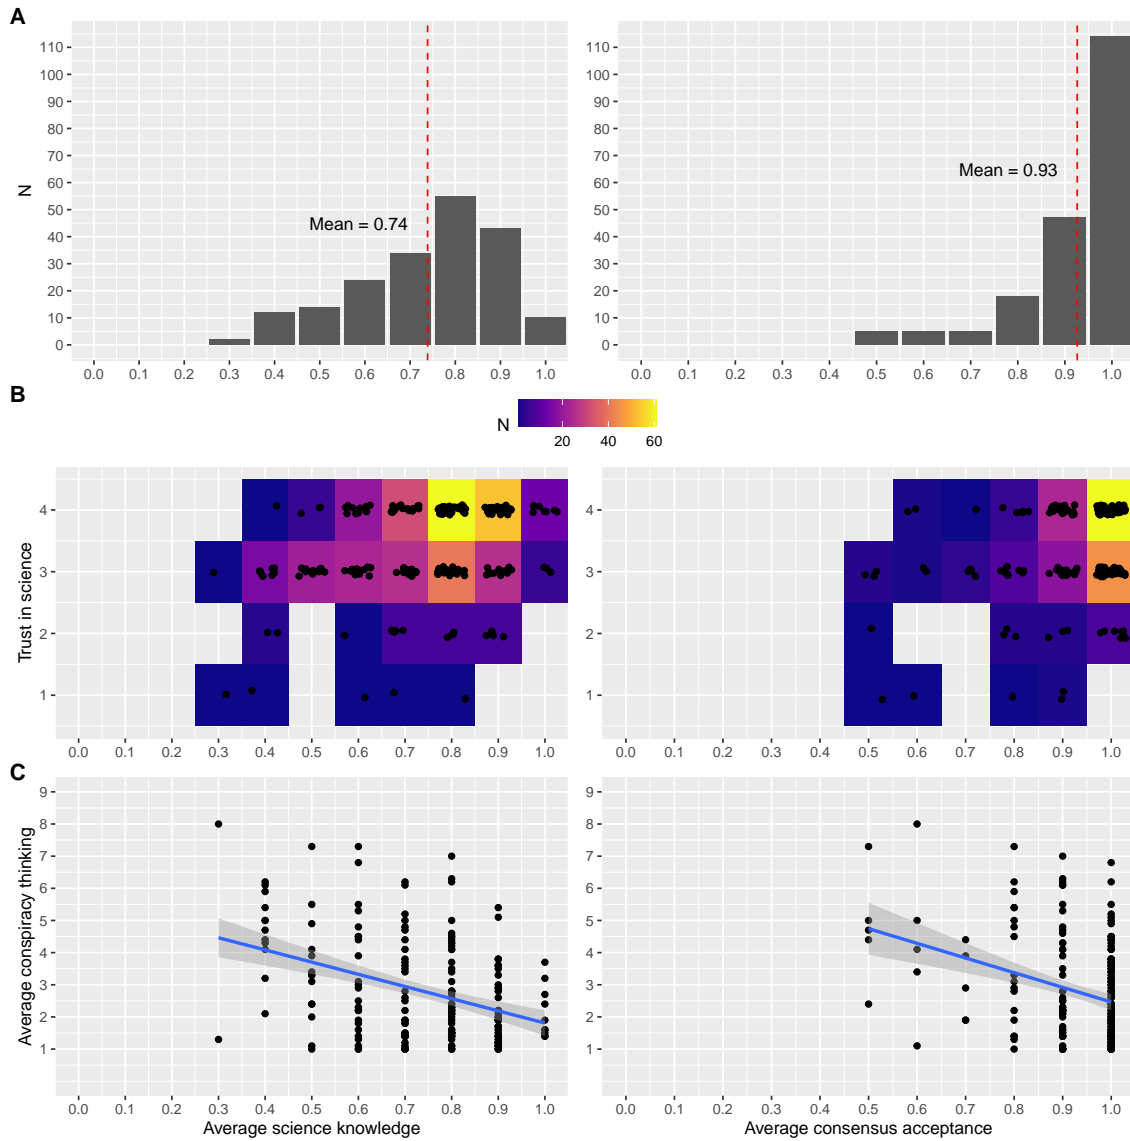 A
110
100
90
80
70
60
50
40
30
20
10
0
N
Mean = 0.74
Mean = 0.93
0.0 0.1 0.2 0.3 0.4 0.5 0.6 0.7 0.8 0.9 1.0
0.0 0.1 0.2 0.3 0.4 0.5 0.6 0.7 0.8 0.9 1.0
B
N
20 40 60
4
3
2
1
Trust in science
4
3
2
1
0.0 0.1 0.2 0.3 0.4 0.5 0.6 0.7 0.8 0.9 1.0
0.0 0.1 0.2 0.3 0.4 0.5 0.6 0.7 0.8 0.9 1.0
C
9
8
7
6
5
4
3
2
1
Average conspiracy thinking
9
8
7
6
5
4
3
2
1
0.0 0.1 0.2 0.3 0.4 0.5 0.6 0.7 0.8 0.9 1.0
Average science knowledge
0.0 0.1 0.2 0.3 0.4 0.5 0.6 0.7 0.8 0.9 1.0
Average consensus acceptance
110
100
90
80
70
60
50
40
30
20
10
0